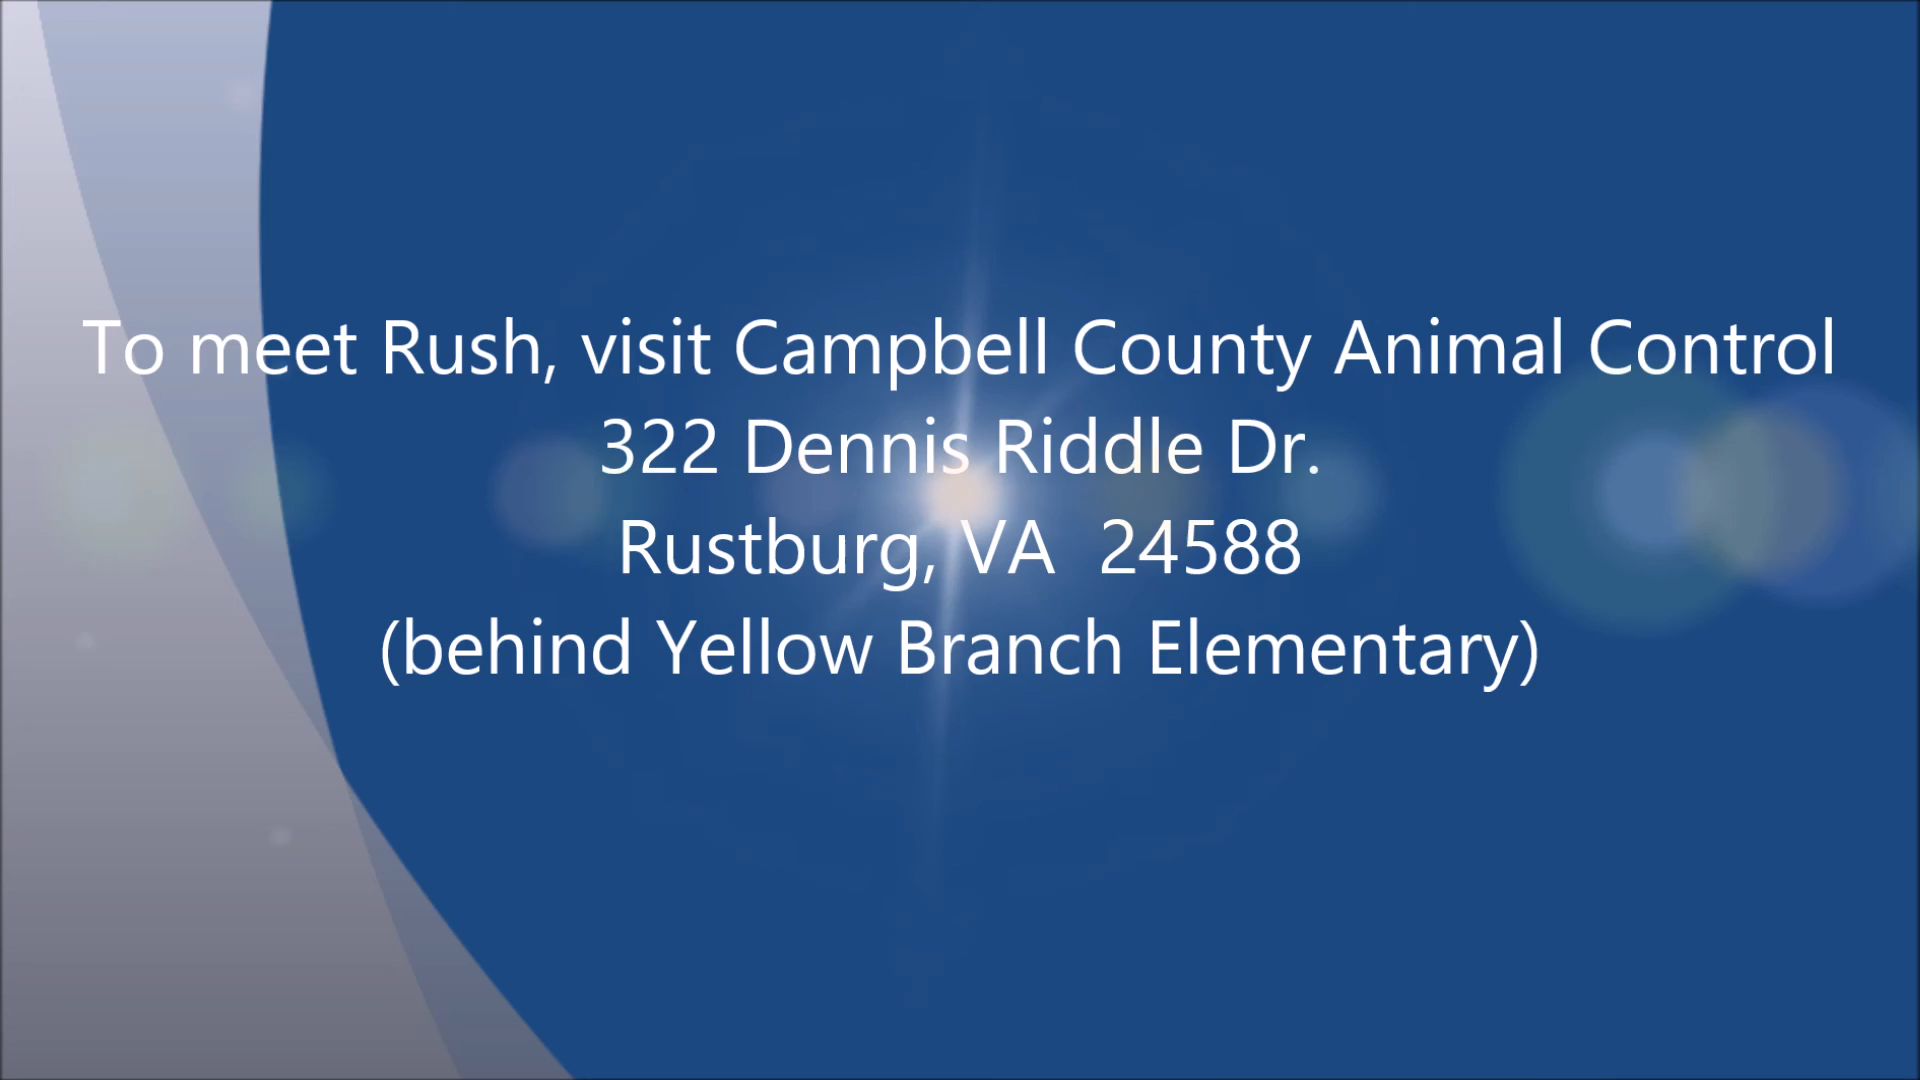 To meet Rush, visit Campbell County Animal Control
322 Dennis Riddle Dr.
Rustburg, VA  24588
(behind Yellow Branch Elementary)